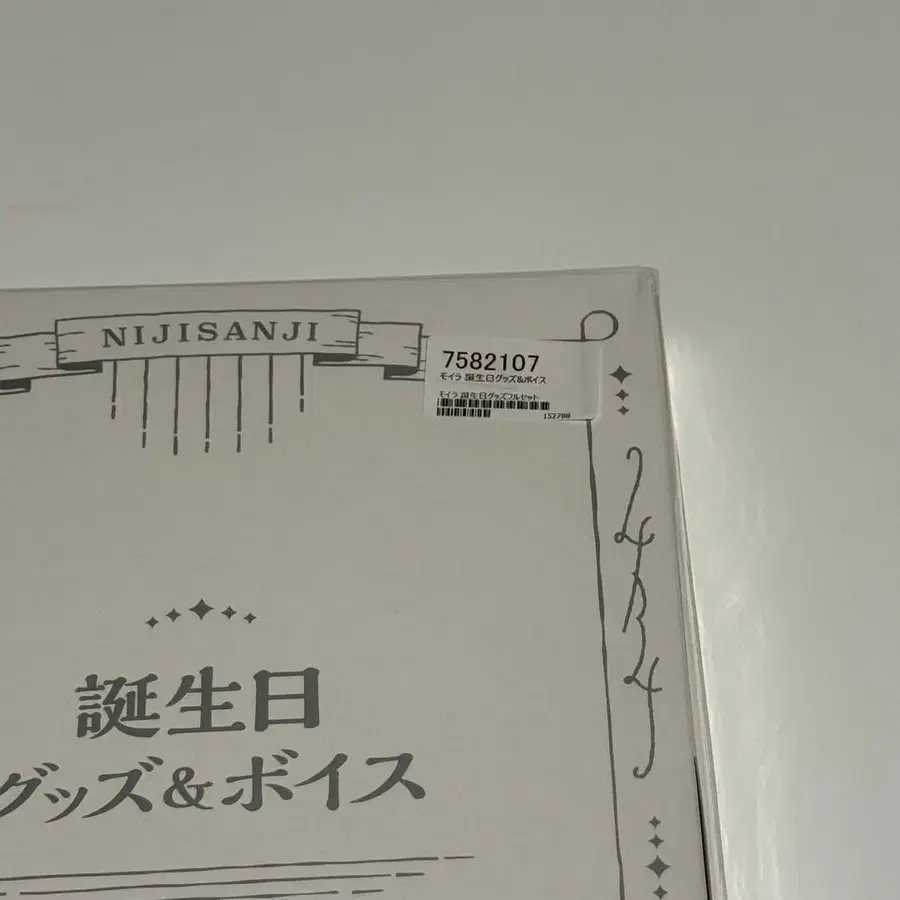 NIJISANJI
7582107
モイラ 誕生日グッズ&ボイス
モイラ 誕生日グッズフルセット
152788
誕生日
グッズ&ボイス